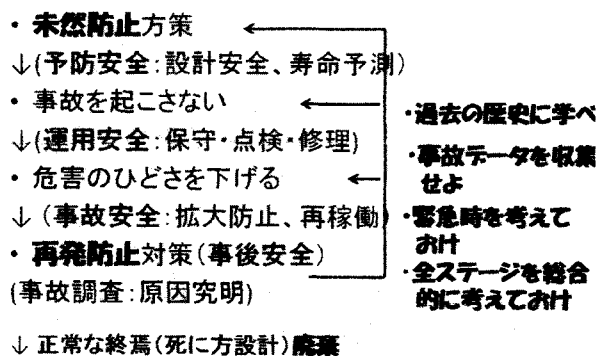 ・未然防止方策
↓(予防安全:設計安全、寿命予測)
・事故を起こさない
↓(運用安全:保守・点検・修理)
・危害のひどさを下げる
↓(事故安全:拡大防止、再稼働)
・再発防止対策(事後安全)
(事故調査:原因究明)
↓正常な終焉(死に方設計)廃棄
・過去の歴史に学べ
・事故データを収集
せよ
・緊急時を考えて
おけ
・全ステージを総合
的に考えておけ